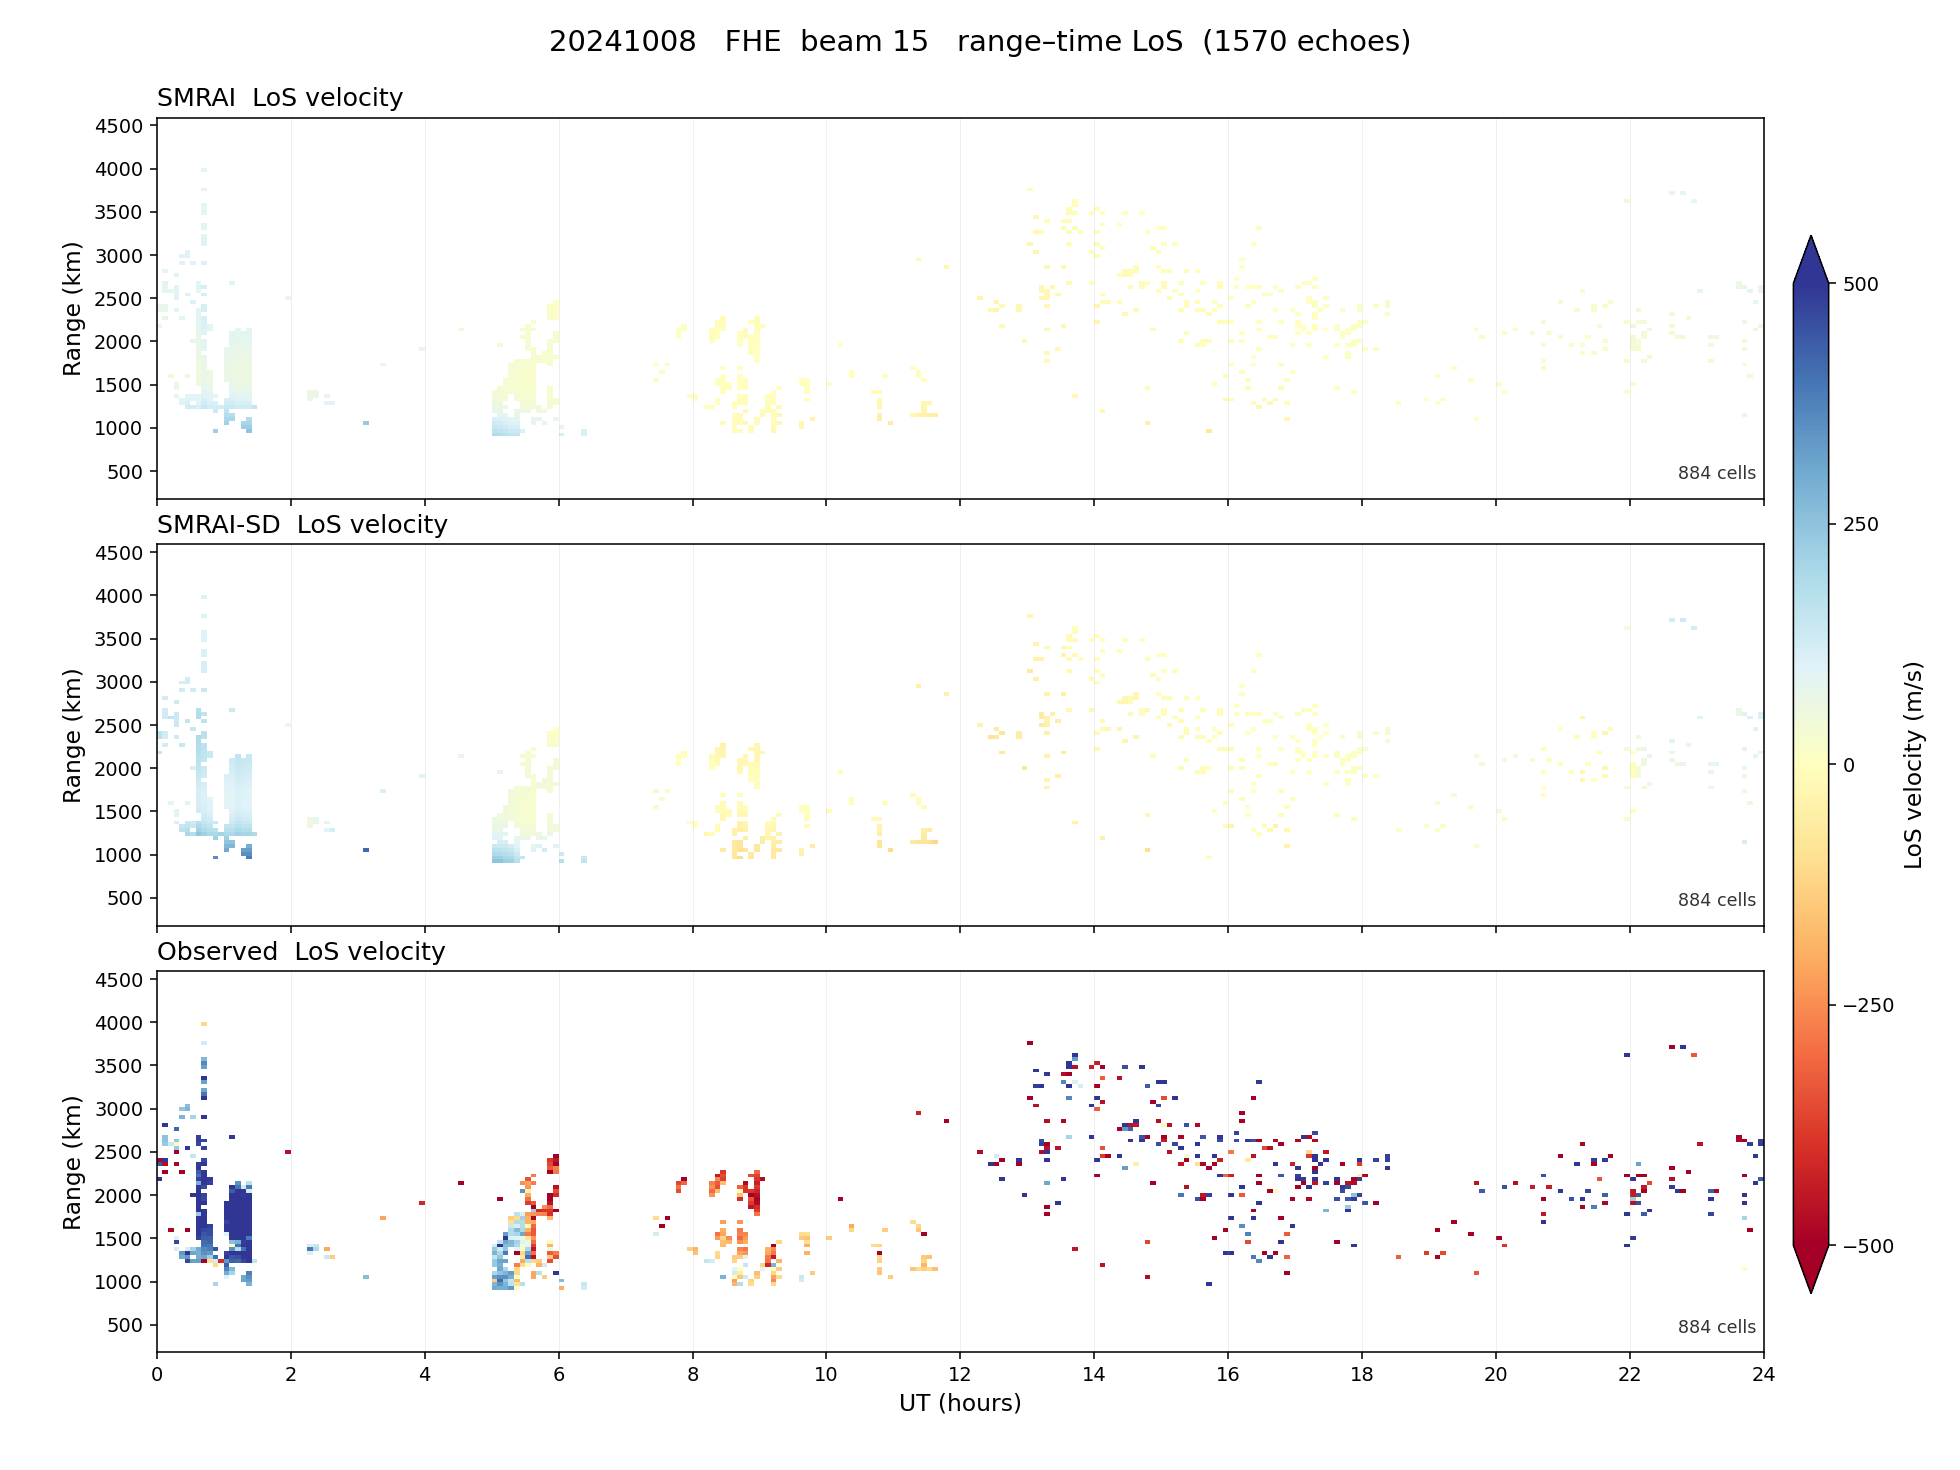 20241008   FHE  beam 15   range–time LoS  (1570 echoes)
SMRAI  LoS velocity
4500
4000
3500
3000
2500
2000
1500
1000
500
Range (km)
884 cells
SMRAI-SD  LoS velocity
4500
4000
3500
3000
2500
2000
1500
1000
500
Range (km)
884 cells
Observed  LoS velocity
4500
4000
3500
3000
2500
2000
1500
1000
500
Range (km)
884 cells
0 2 4 6 8 10 12 14 16 18 20 22 24
UT (hours)
500
250
0
−250
−500
LoS velocity (m/s)